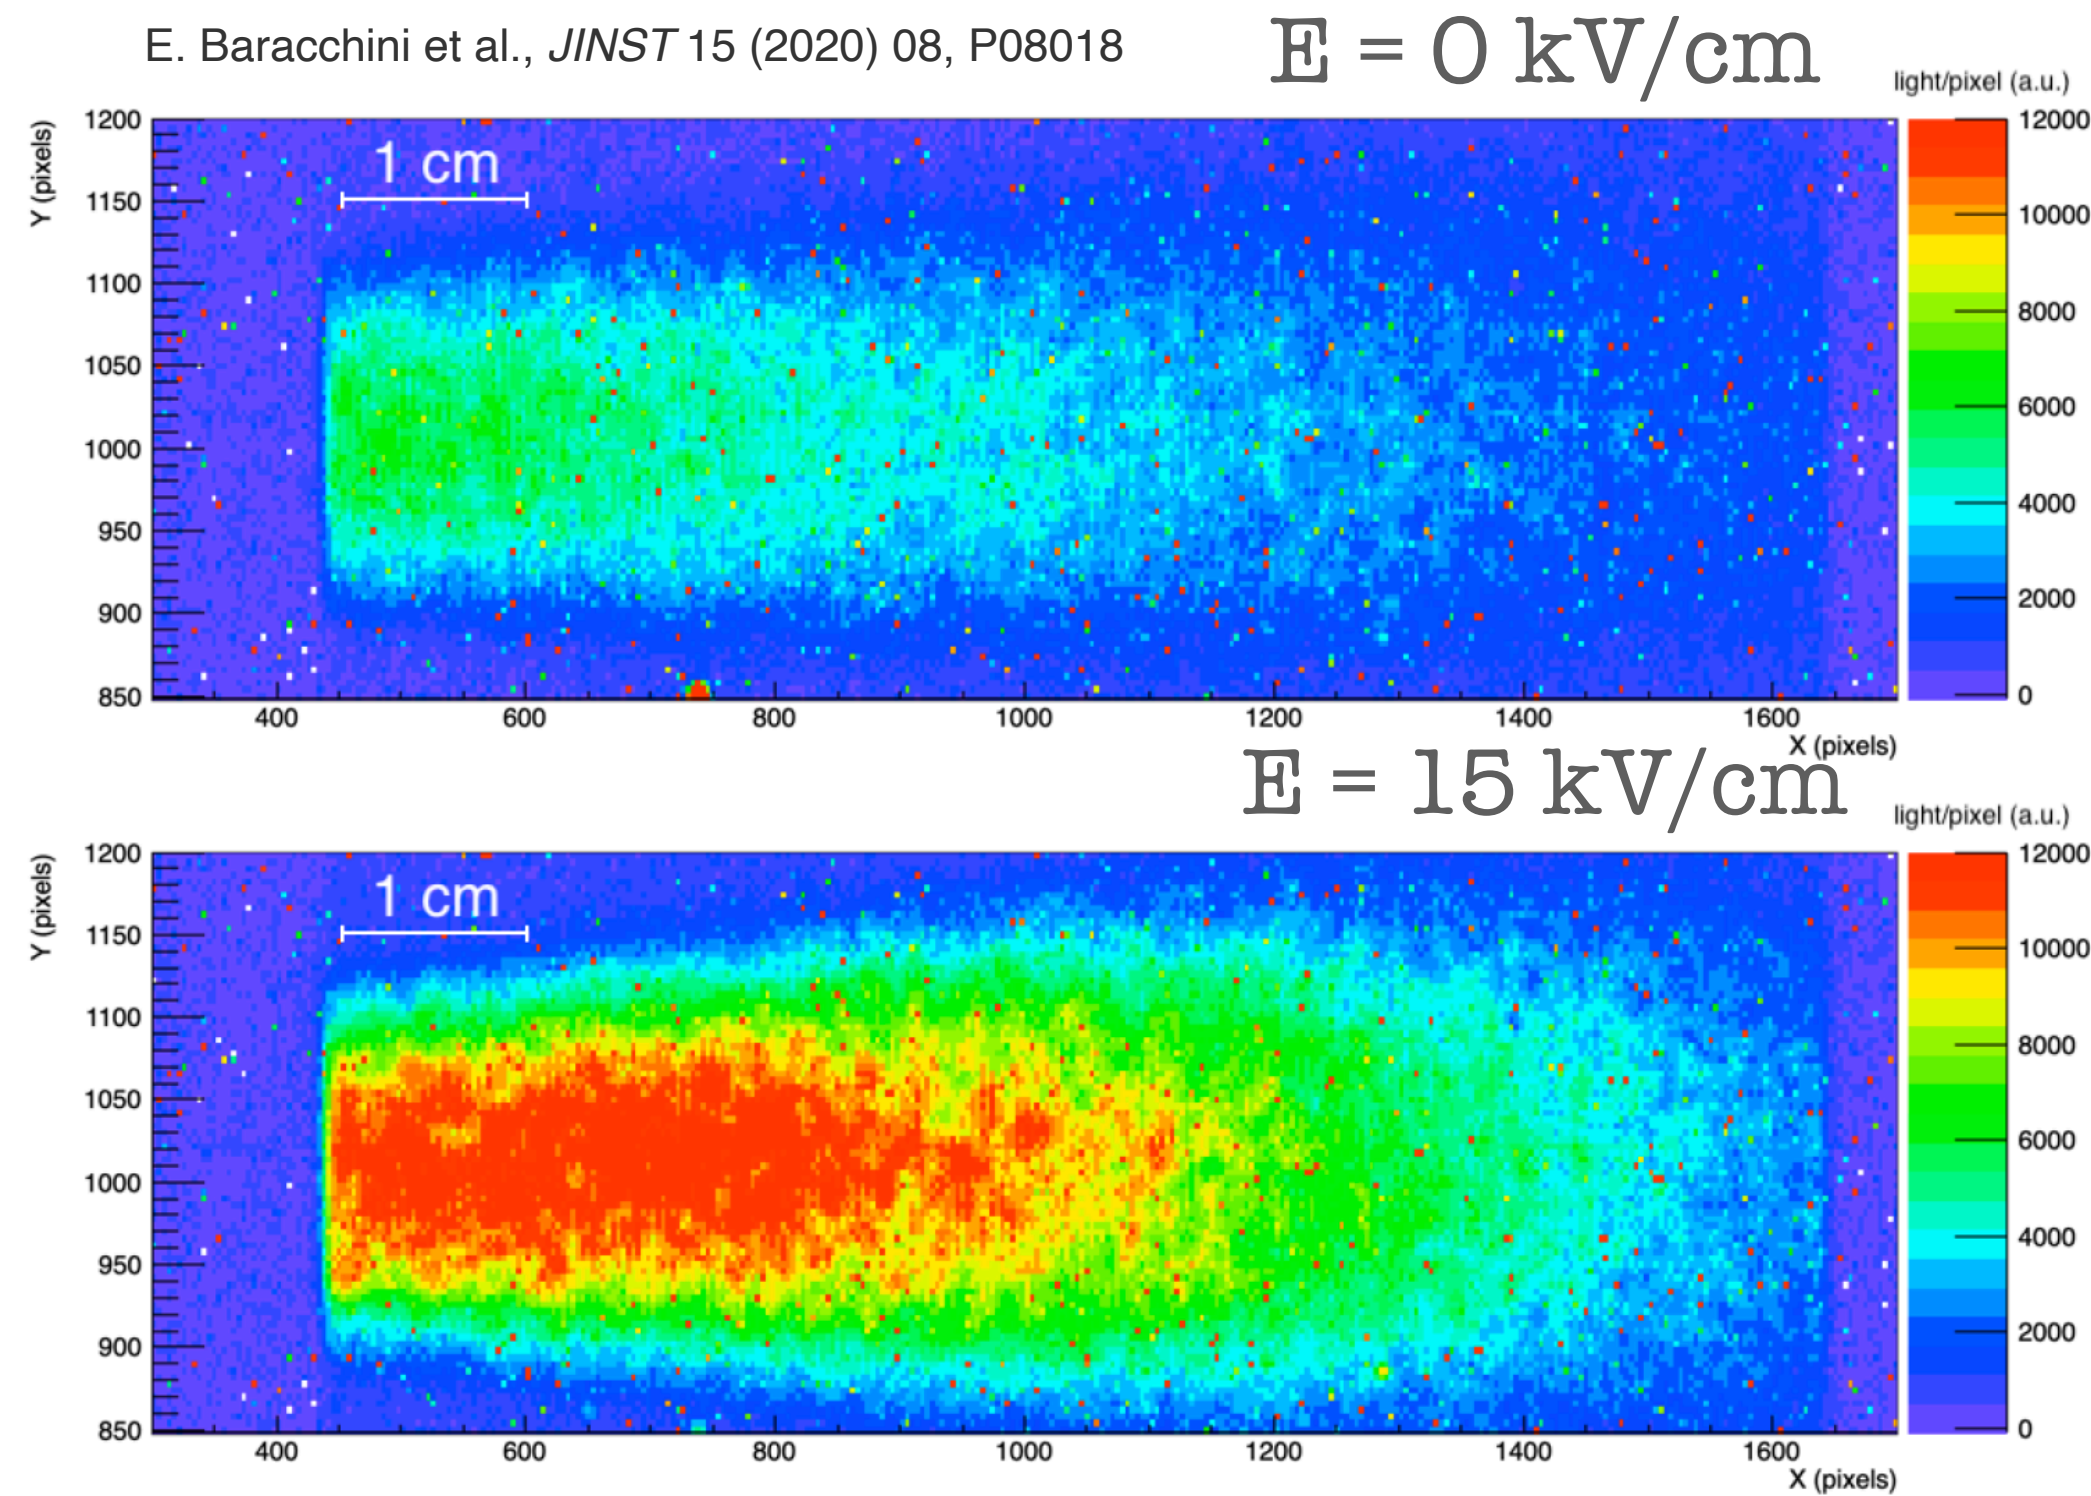 E. Baracchini et al., JINST 15 (2020) 08, P08018
E = 0 kV/cm
light/pixel (a.u.)
Y (pixels)
1200
1150
1100
1050
1000
950
900
850
1 cm
12000
10000
8000
6000
4000
2000
0
400 600 800 1000 1200 1400 1600
X (pixels)
E = 15 kV/cm
light/pixel (a.u.)
Y (pixels)
1200
1150
1100
1050
1000
950
900
850
1 cm
12000
10000
8000
6000
4000
2000
0
400 600 800 1000 1200 1400 1600
X (pixels)